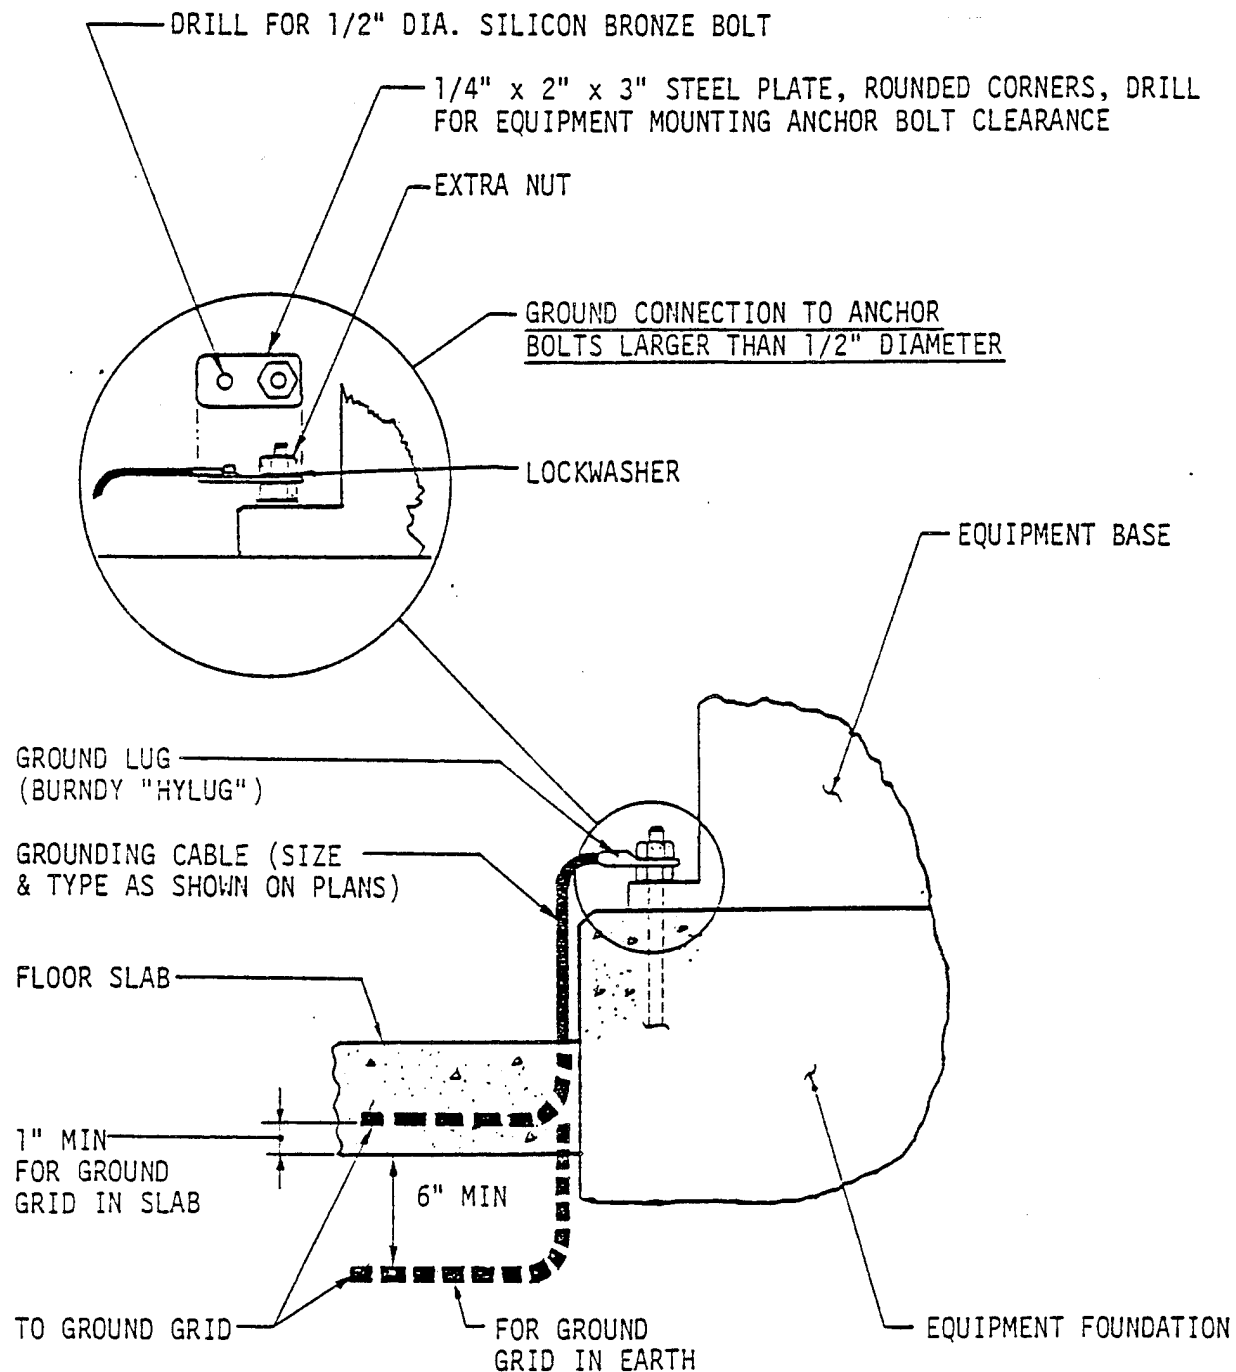 DRILL FOR 1/2" DIA. SILICON BRONZE BOLT
1/4" x 2" x 3" STEEL PLATE, ROUNDED CORNERS, DRILL
FOR EQUIPMENT MOUNTING ANCHOR BOLT CLEARANCE
EXTRA NUT
GROUND CONNECTION TO ANCHOR
BOLTS LARGER THAN 1/2" DIAMETER
LOCKWASHER
EQUIPMENT BASE
GROUND LUG
(BURNDY "HYLUG")
GROUNDING CABLE (SIZE
& TYPE AS SHOWN ON PLANS)
FLOOR SLAB
1" MIN
FOR GROUND
GRID IN SLAB
6" MIN
TO GROUND GRID
FOR GROUND
GRID IN EARTH
EQUIPMENT FOUNDATION